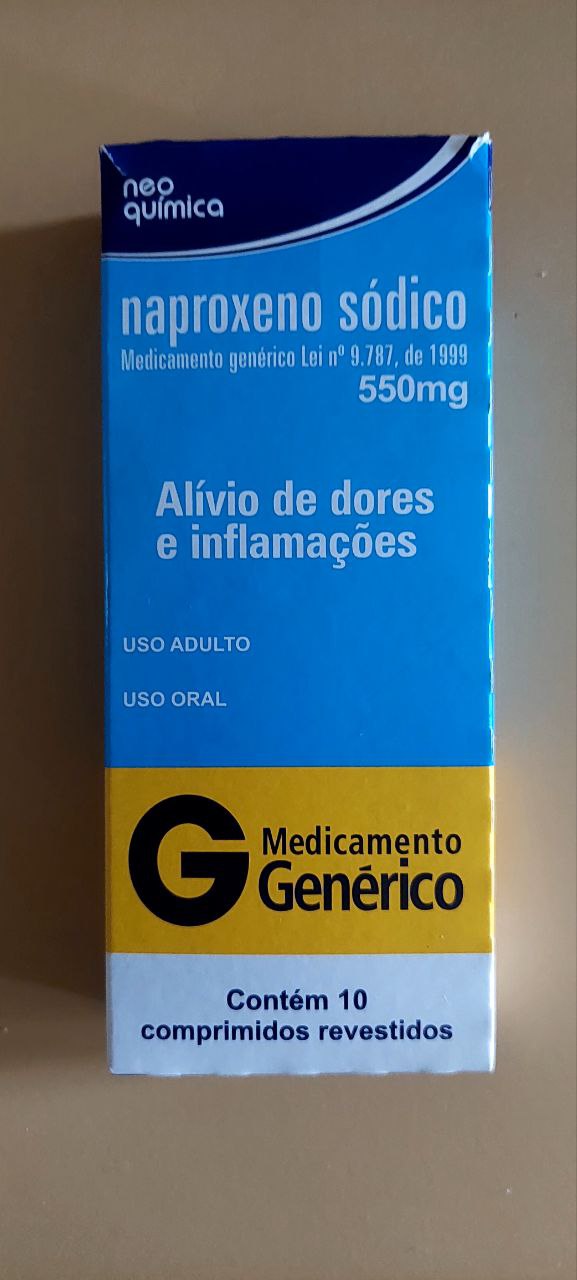 neo
química
naproxeno sódico
Medicamento genérico Lei nº 9.787, de 1999
550mg
Alívio de dores
e inflamações
USO ADULTO
USO ORAL
G Medicamento
Genérico
Contém 10
comprimidos revestidos